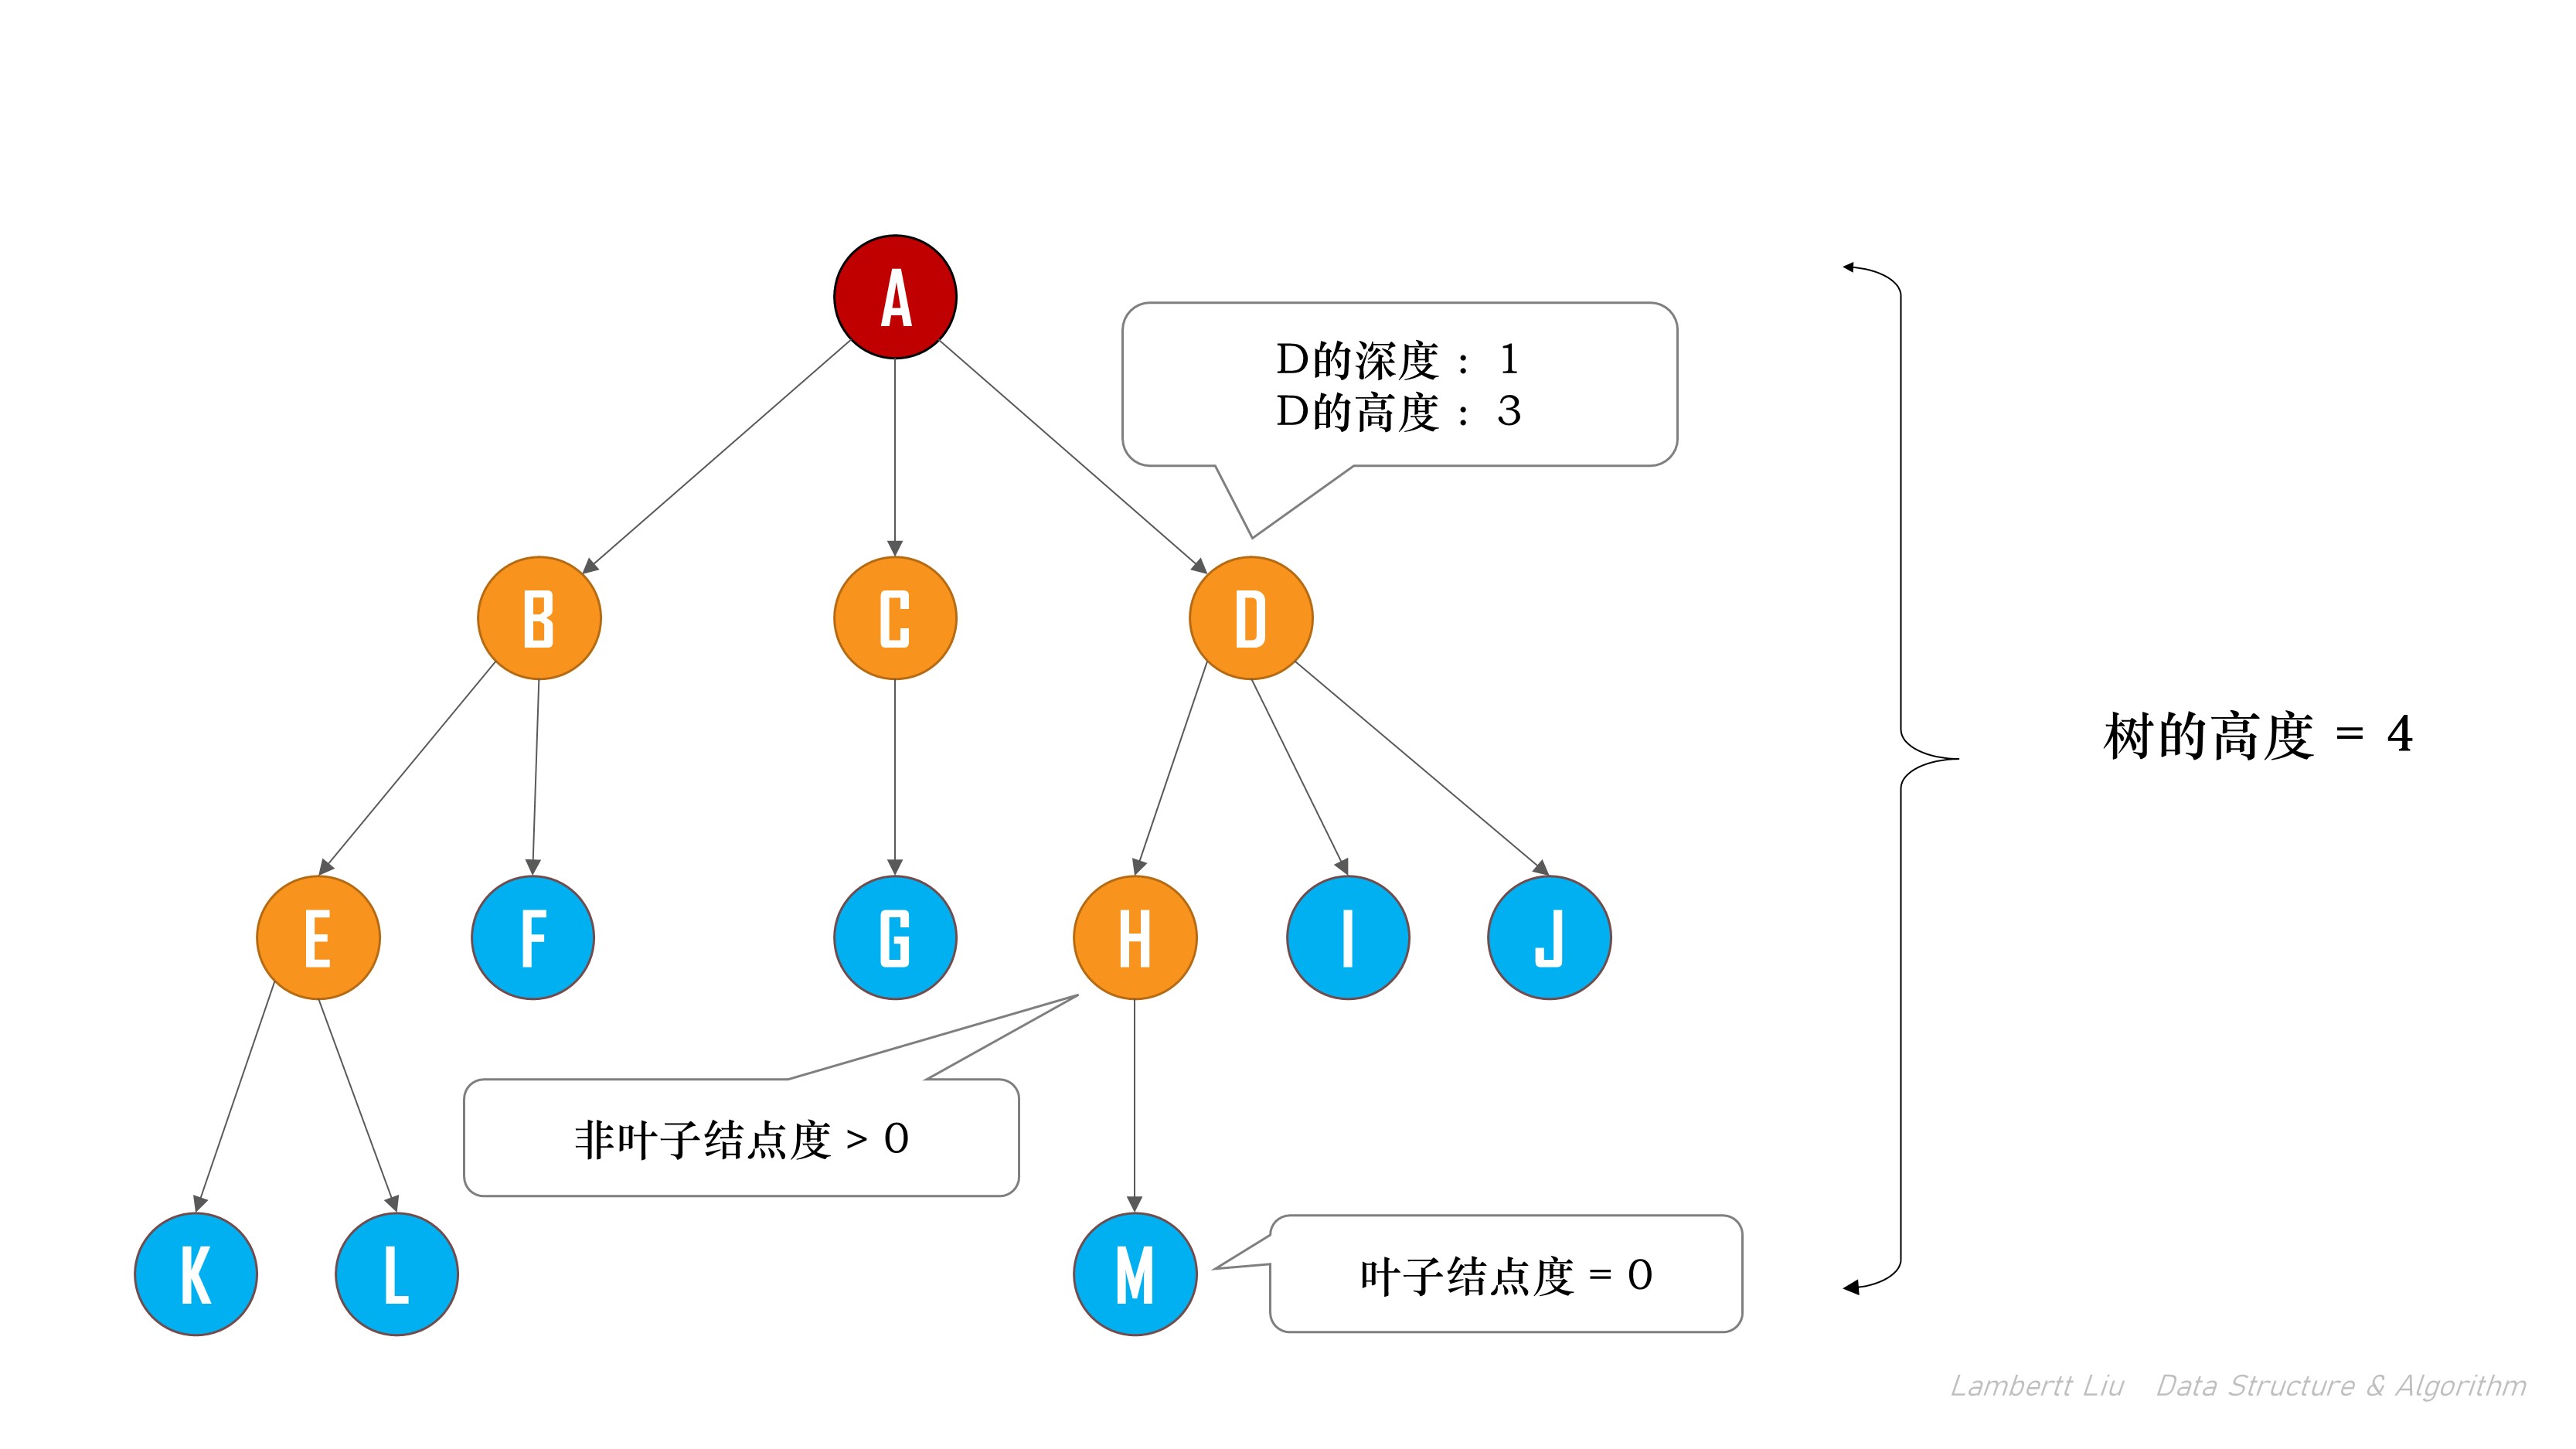 A
D的深度： 1
D的高度： 3
B
C
D
树的高度 = 4
E
F
G
H
I
J
非叶子结点度 > 0
K
L
M
叶子结点度 = 0
Lambertt Liu Data Structure & Algorithm